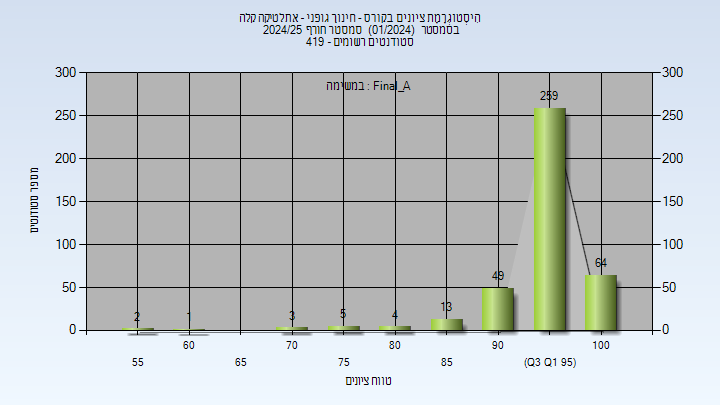 היסטוגרמת ציונים בקורס - חינוך גופני - אתלטיקה קלה
בסמסטר (01/2024) סמסטר חורף 2024/25
סטודנטים רשומים - 419
במשימה : Final_A
300 300
250 250
200 200
150 150
100 100
50 50
0 0
2 1 3 5 4 13 49 259 64
55 60 65 70 75 80 85 90 (Q3 Q1 95) 100
מספר סטודנטים
טווח ציונים